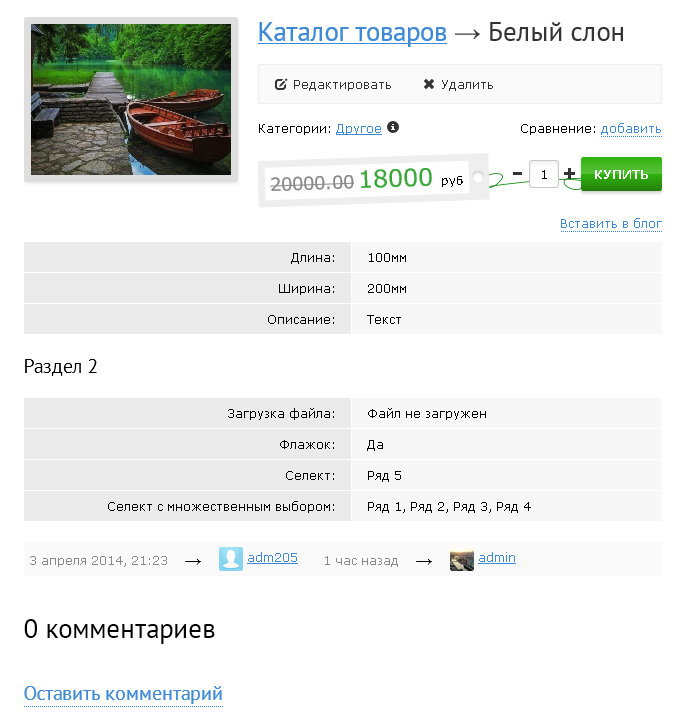 Каталог товаров → Белый слон
Редактировать Удалить
Категории: Другое Сравнение: добавить
20000.00 18000 руб − 1 + КУПИТЬ
Вставить в блог
Длина: 100мм
Ширина: 200мм
Описание: Текст
Раздел 2
Загрузка файла: Файл не загружен
Флажок: Да
Селект: Ряд 5
Селект с множественным выбором: Ряд 1, Ряд 2, Ряд 3, Ряд 4
3 апреля 2014, 21:23 → adm205 1 час назад → admin
0 комментариев
Оставить комментарий